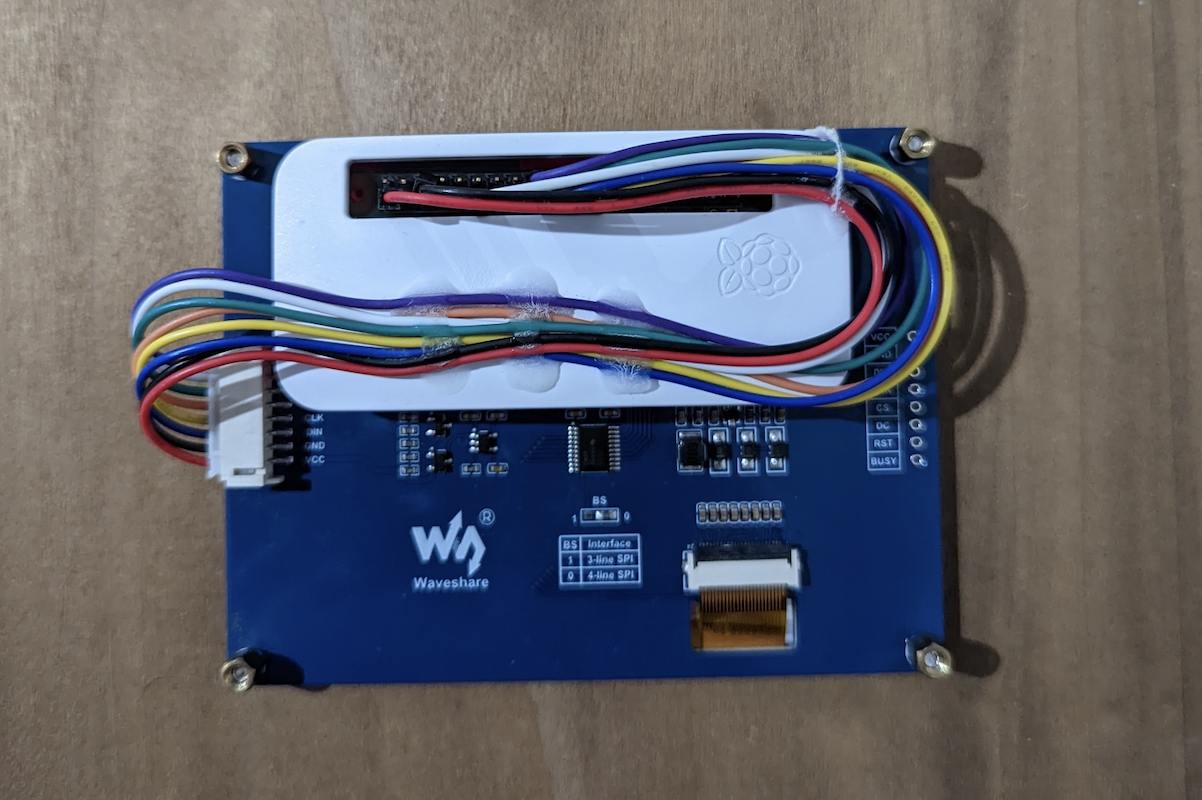 CLK
DIN
GND
VCC
VCC
CS
DC
RST
BUSY
BS
1 0
BS Interface
1 3-line SPI
0 4-line SPI
®
Waveshare